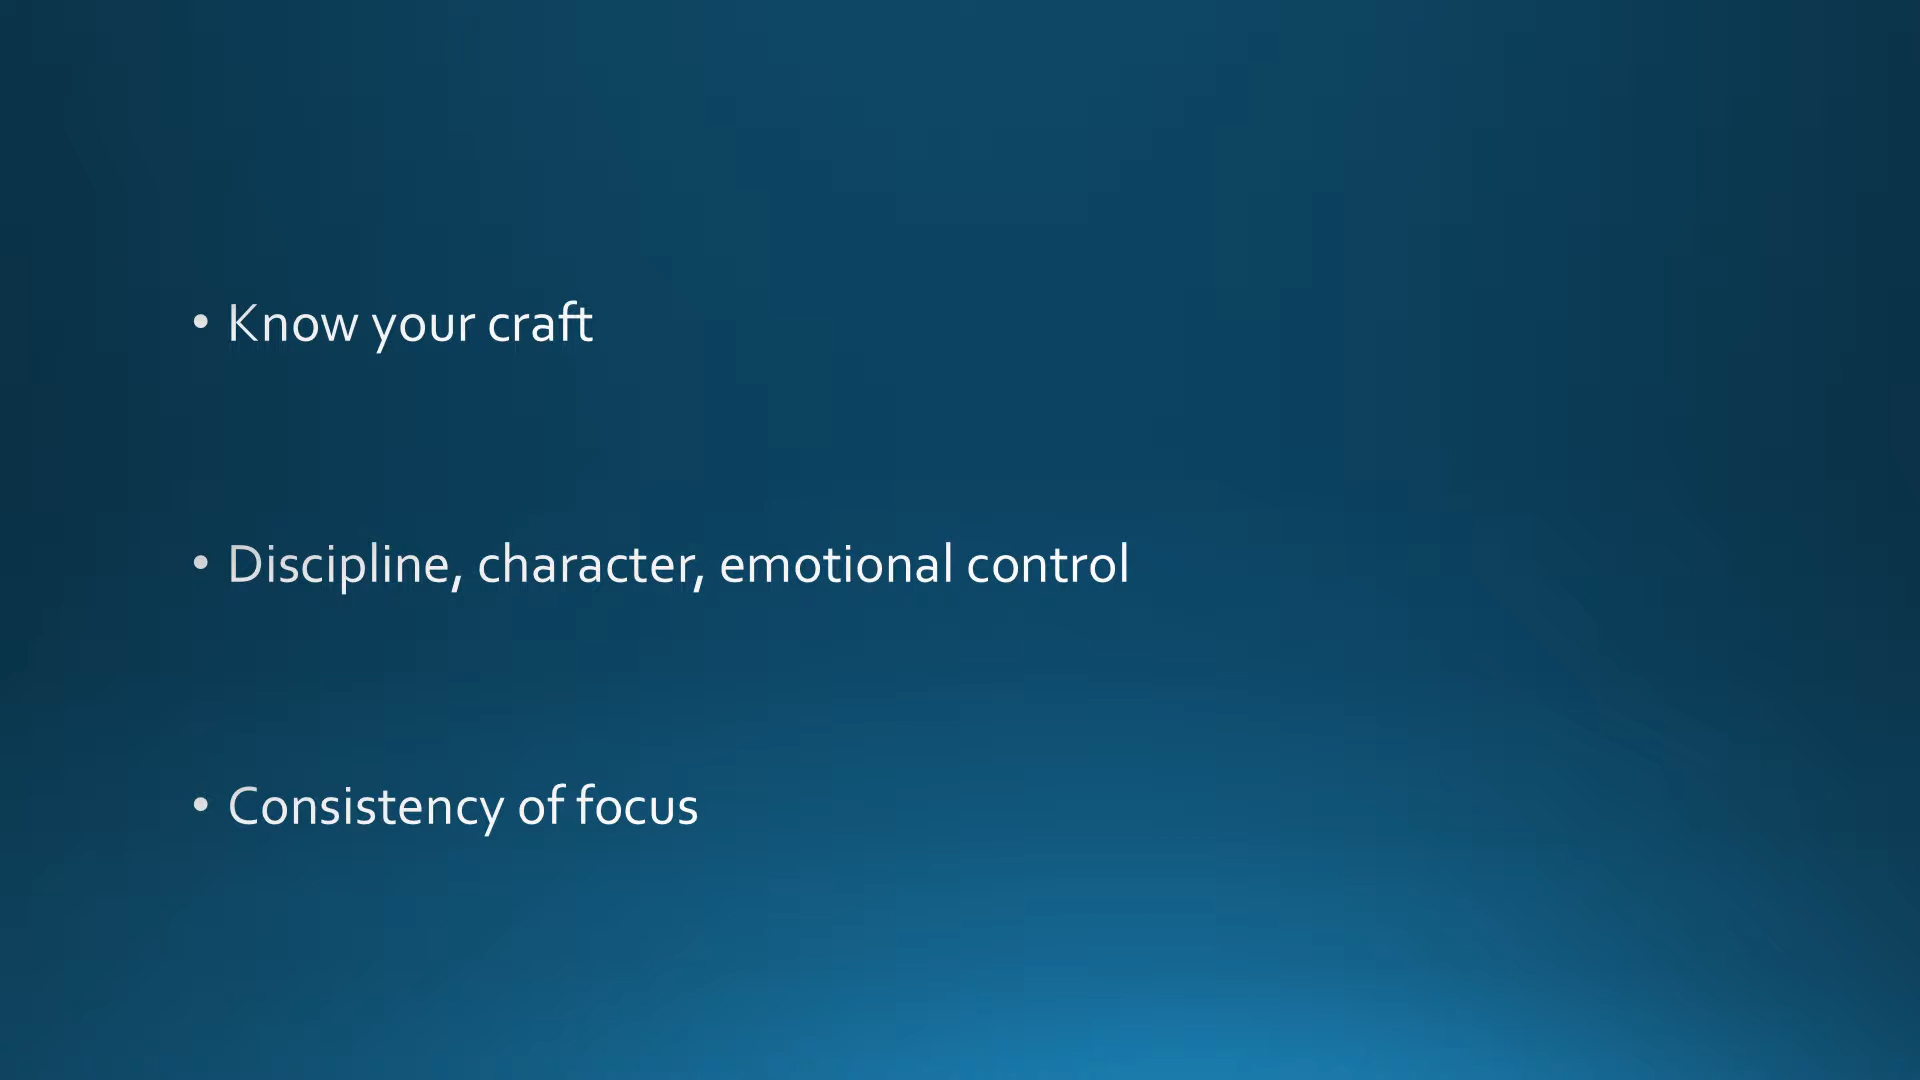 • Know your craft
• Discipline, character, emotional control
• Consistency of focus